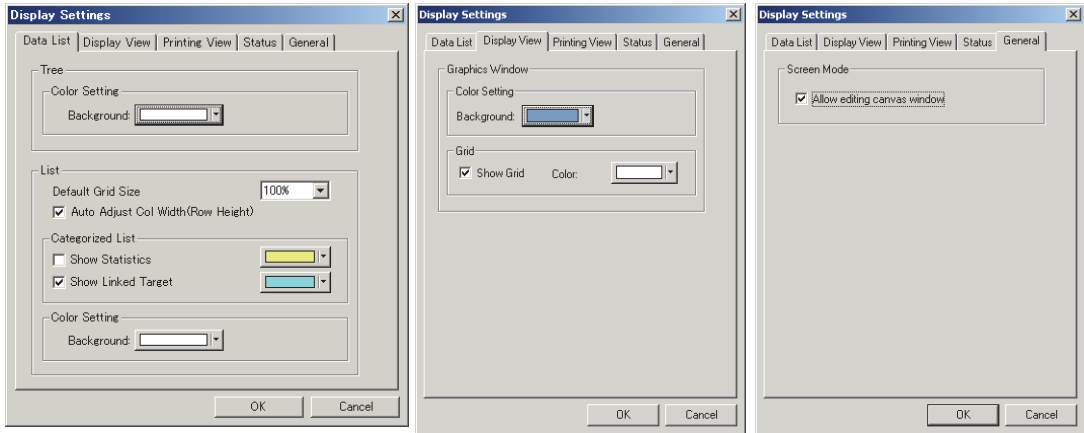 Display Settings
Data List Display View Printing View Status General
Tree
Color Setting
Background:
List
Default Grid Size 100%
Auto Adjust Col Width(Row Height)
Categorized List
Show Statistics
Show Linked Target
Color Setting
Background:
OK Cancel
Display Settings
Data List Display View Printing View Status General
Graphics Window
Color Setting
Background:
Grid
Show Grid Color:
OK Cancel
Display Settings
Data List Display View Printing View Status General
Screen Mode
Allow editing canvas window
OK Cancel